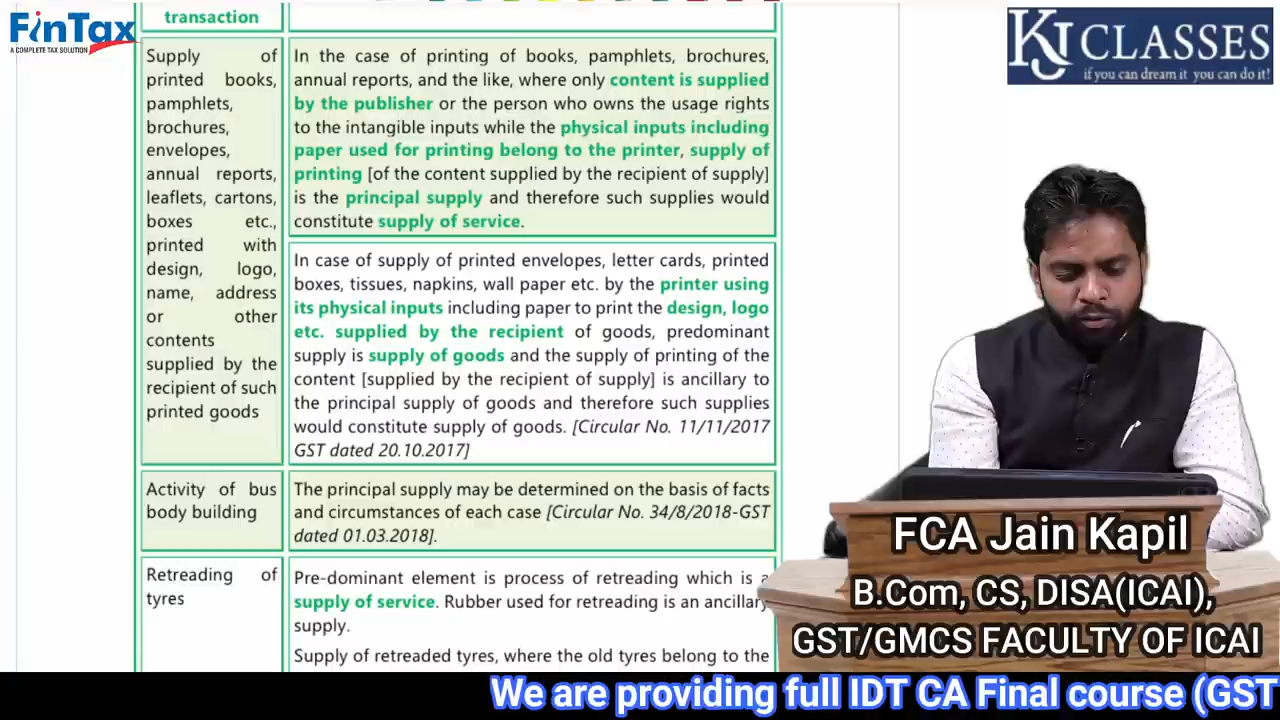 FinTax
A COMPLETE TAX SOLUTION
KJ CLASSES
if you can dream it you can do it!
transaction
Supply of
printed books,
pamphlets,
brochures,
envelopes,
annual reports,
leaflets, cartons,
boxes etc.,
printed with
design, logo,
name, address
or other
contents
supplied by the
recipient of such
printed goods
In the case of printing of books, pamphlets, brochures,
annual reports, and the like, where only content is supplied
by the publisher or the person who owns the usage rights
to the intangible inputs while the physical inputs including
paper used for printing belong to the printer, supply of
printing [of the content supplied by the recipient of supply]
is the principal supply and therefore such supplies would
constitute supply of service.
In case of supply of printed envelopes, letter cards, printed
boxes, tissues, napkins, wall paper etc. by the printer using
its physical inputs including paper to print the design, logo
etc. supplied by the recipient of goods, predominant
supply is supply of goods and the supply of printing of the
content [supplied by the recipient of supply] is ancillary to
the principal supply of goods and therefore such supplies
would constitute supply of goods. [Circular No. 11/11/2017
GST dated 20.10.2017]
Activity of bus
body building
The principal supply may be determined on the basis of facts
and circumstances of each case [Circular No. 34/8/2018-GST
dated 01.03.2018].
Retreading of
tyres
Pre-dominant element is process of retreading which is a
supply of service. Rubber used for retreading is an ancillary
supply.
Supply of retreaded tyres, where the old tyres belong to the
FCA Jain Kapil
B.Com, CS, DISA(ICAI),
GST/GMCS FACULTY OF ICAI
We are providing full IDT CA Final course (GST